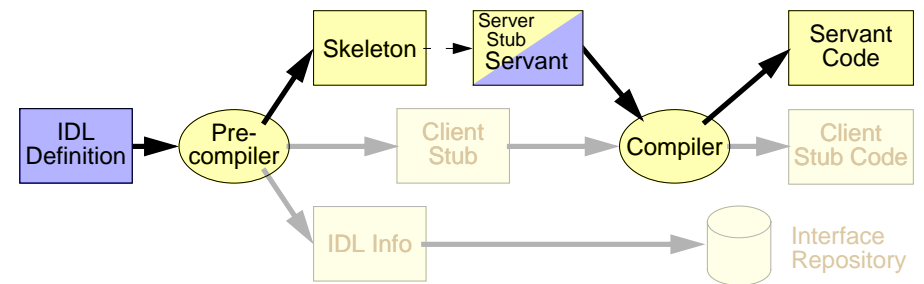 Skeleton
Server
Stub
Servant
Servant
Code
IDL
Definition
Pre-
compiler
Client
Stub
Compiler
Client
Stub Code
IDL Info
Interface
Repository